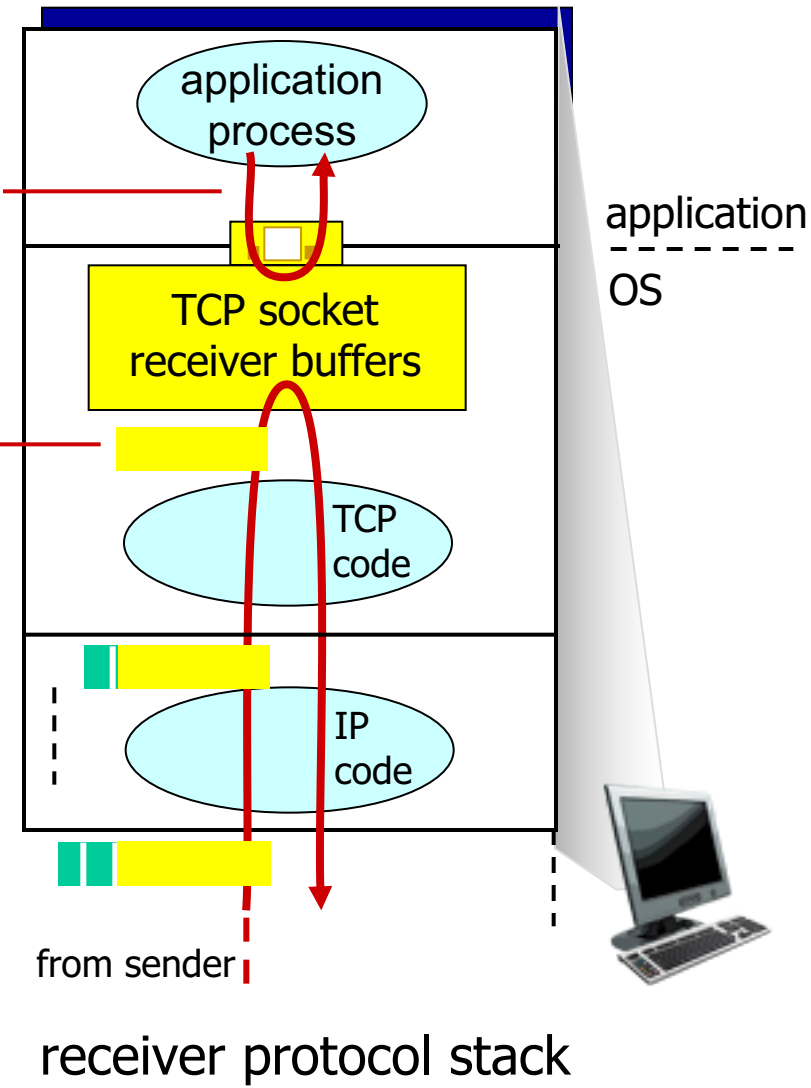 application
process
application
OS
TCP socket
receiver buffers
TCP
code
IP
code
from sender
receiver protocol stack